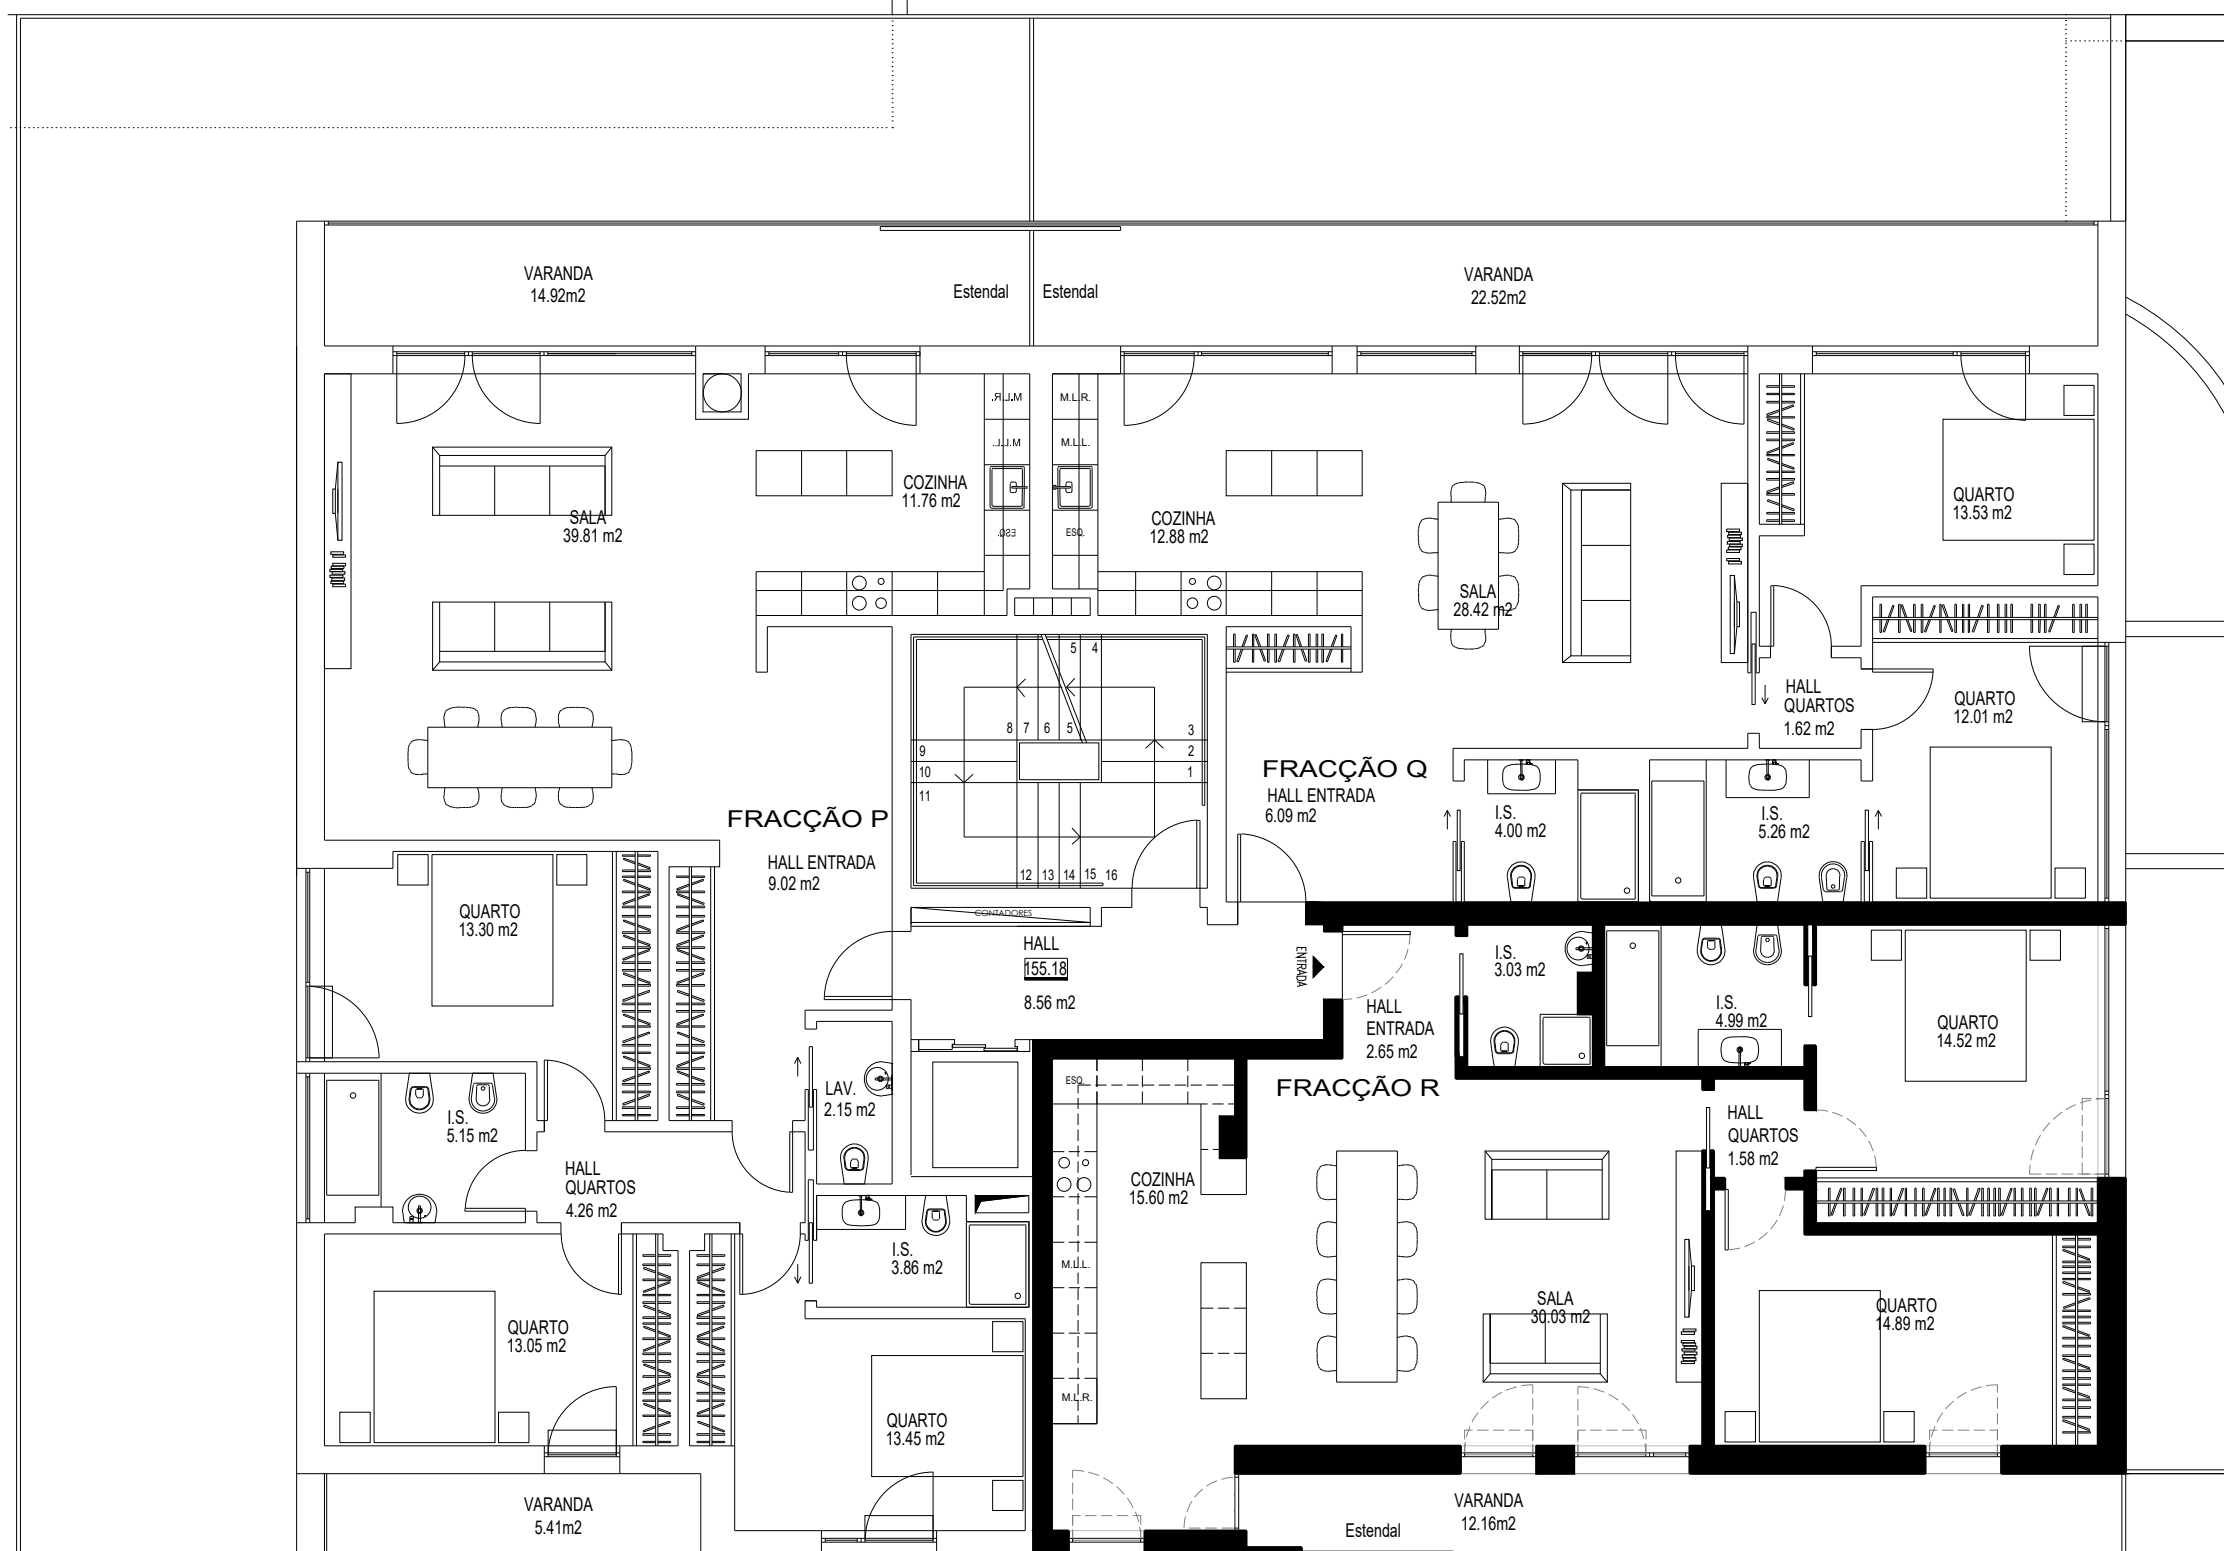 VARANDA
14.92m2
Estendal
Estendal
VARANDA
22.52m2
M.L.R.
M.L.L.
ESQ.
M.L.R.
M.L.L.
ESQ.
COZINHA
11.76 m2
SALA
39.81 m2
COZINHA
12.88 m2
SALA
28.42 m2
QUARTO
13.53 m2
HALL
QUARTOS
1.62 m2
QUARTO
12.01 m2
5 4
8 7 6 5
3
2
1
9
10
11
12 13 14 15 16
FRACÇÃO Q
HALL ENTRADA
6.09 m2
I.S.
4.00 m2
I.S.
5.26 m2
FRACÇÃO P
HALL ENTRADA
9.02 m2
QUARTO
13.30 m2
CONTADORES
HALL
155.18
8.56 m2
ENTRADA
HALL
ENTRADA
2.65 m2
I.S.
3.03 m2
I.S.
4.99 m2
QUARTO
14.52 m2
FRACÇÃO R
ESQ.
LAV.
2.15 m2
I.S.
5.15 m2
HALL
QUARTOS
4.26 m2
HALL
QUARTOS
1.58 m2
COZINHA
15.60 m2
I.S.
3.86 m2
M.L.L.
SALA
30.03 m2
QUARTO
14.89 m2
QUARTO
13.05 m2
M.L.R.
QUARTO
13.45 m2
VARANDA
5.41m2
VARANDA
12.16m2
Estendal